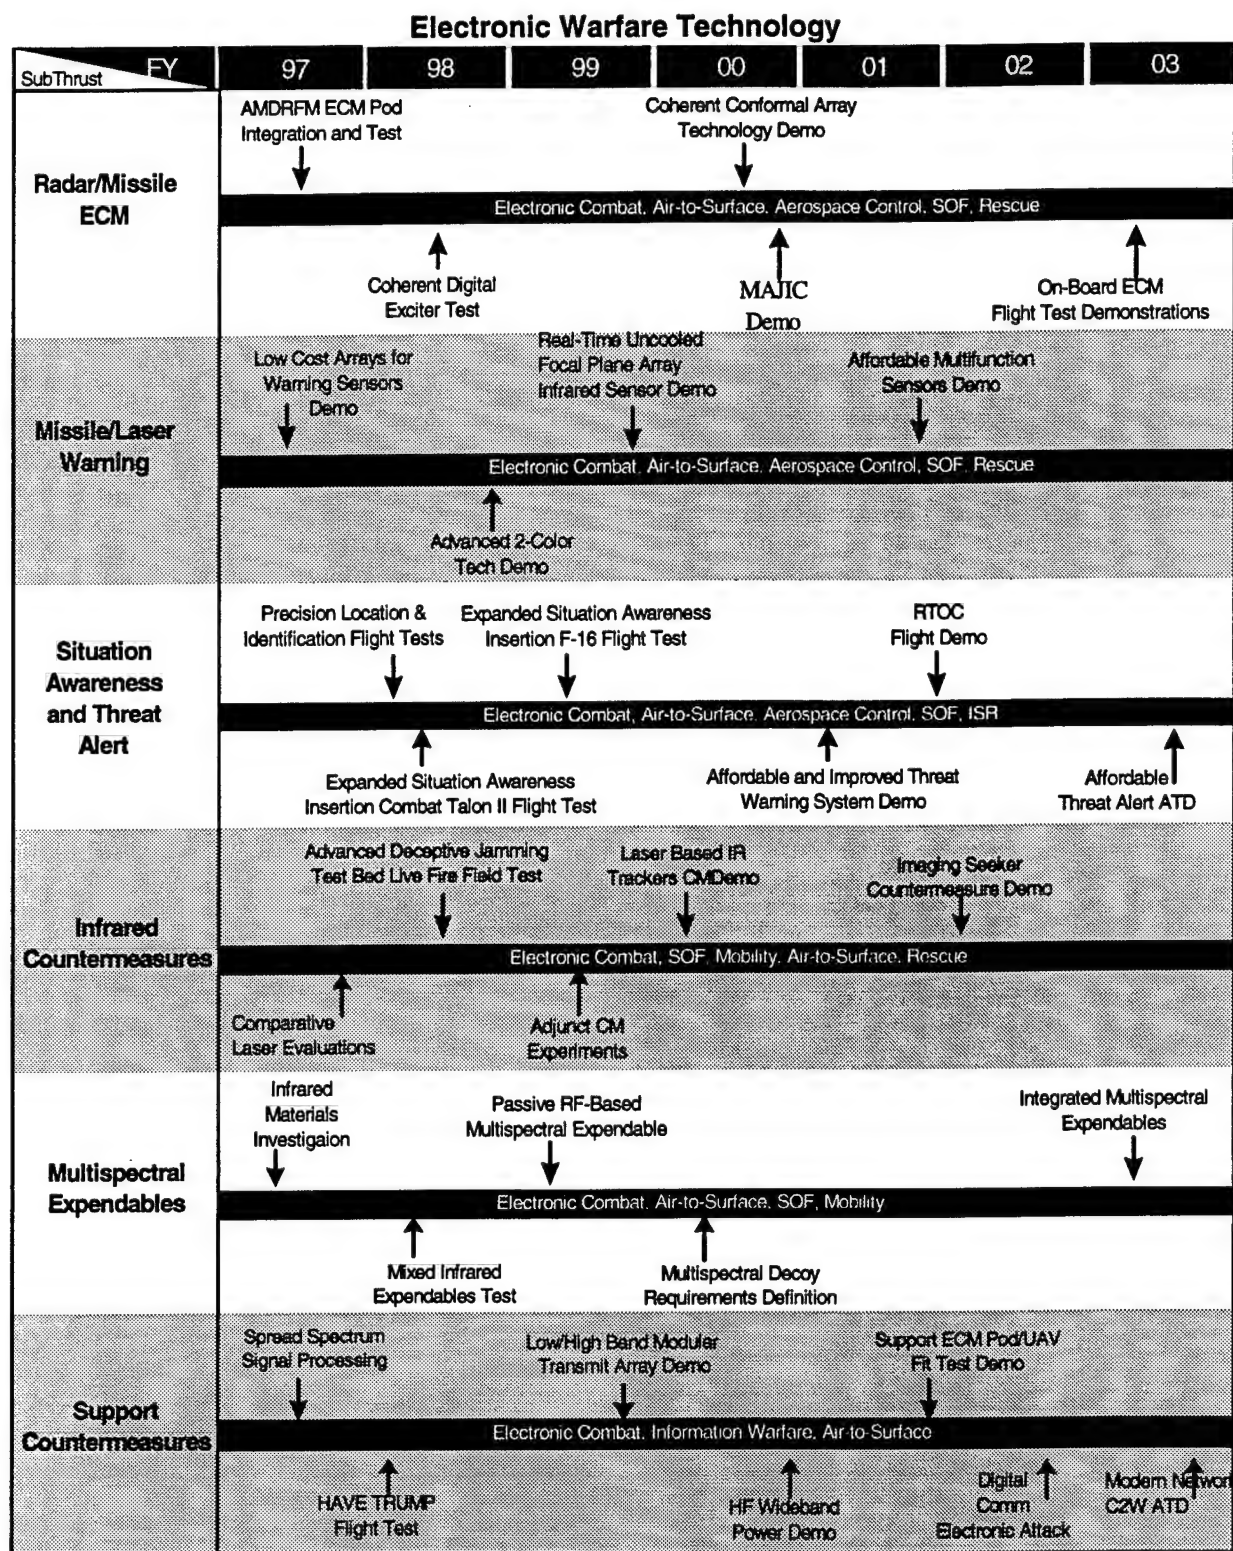 Electronic Warfare Technology
SubThrust FY 97 98 99 00 01 02 03
AMDRFM ECM Pod
Integration and Test
Coherent Conformal Array
Technology Demo
Radar/Missile
ECM
Electronic Combat, Air-to-Surface, Aerospace Control, SOF, Rescue
Coherent Digital
Exciter Test
MAJIC
Demo
On-Board ECM
Flight Test Demonstrations
Low Cost Arrays for
Warning Sensors
Demo
Real-Time Uncooled
Focal Plane Array
Infrared Sensor Demo
Affordable Multifunction
Sensors Demo
Missile/Laser
Warning
Electronic Combat, Air-to-Surface, Aerospace Control, SOF, Rescue
Advanced 2-Color
Tech Demo
Precision Location &
Identification Flight Tests
Expanded Situation Awareness
Insertion F-16 Flight Test
RTOC
Flight Demo
Situation
Awareness
and Threat
Alert
Electronic Combat, Air-to-Surface, Aerospace Control, SOF, ISR
Expanded Situation Awareness
Insertion Combat Talon II Flight Test
Affordable and Improved Threat
Warning System Demo
Affordable
Threat Alert ATD
Advanced Deceptive Jamming
Test Bed Live Fire Field Test
Laser Based IR
Trackers CMDemo
Imaging Seeker
Countermeasure Demo
Infrared
Countermeasures
Electronic Combat, SOF, Mobility, Air-to-Surface, Rescue
Comparative
Laser Evaluations
Adjunct CM
Experiments
Infrared
Materials
Investigaion
Passive RF-Based
Multispectral Expendable
Integrated Multispectral
Expendables
Multispectral
Expendables
Electronic Combat, Air-to-Surface, SOF, Mobility
Mixed Infrared
Expendables Test
Multispectral Decoy
Requirements Definition
Spread Spectrum
Signal Processing
Low/High Band Modular
Transmit Array Demo
Support ECM Pod/UAV
Fit Test Demo
Support
Countermeasures
Electronic Combat, Information Warfare, Air-to-Surface
HAVE TRUMP
Flight Test
HF Wideband
Power Demo
Digital
Comm
Electronic Attack
Modern Network
C2W ATD